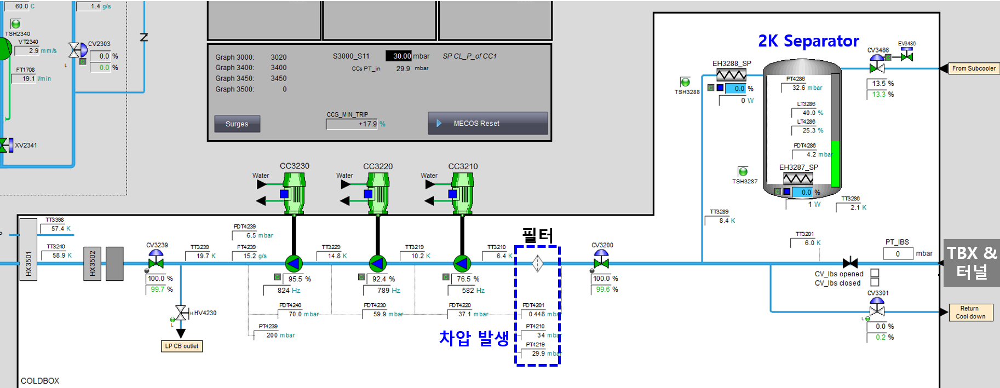 60.0 C
1.4 g/s
TSH2340
VT2340
2.9 mm/s
CV2303
0.0 %
0.0 %
L
C
FT1708
19.1 l/min
XV2341
Graph 3000: 3020
Graph 3400: 3400
Graph 3450: 3450
Graph 3500: 0
S3000_S11 30.00 mbar SP CL_P_of CC1
CCs PT_in 29.9 mbar
CCS_MIN_TRIP
+17.9 %
Surges
MECOS Reset
2K Separator
CV3486
EV3486
C
From Subcooler
13.5 %
13.3 %
EH3288_SP
TSH3288
C
0.0 %
0 W
PT4286
32.6 mbar
LT3286
40.0 %
LT4286
25.3 %
PDT4286
4.2 mbar
EH3287_SP
TSH3287
C
0.0 %
1 W
TT3286
2.1 K
TT3289
8.4 K
CC3230
CC3220
CC3210
Water
Water
Water
P
HX3501
TT3398
57.4 K
TT3240
58.9 K
HX3502
CV3239
100.0 %
99.7 %
TT3239
19.7 K
PDT4239
6.5 mbar
FT4239
15.2 g/s
C
95.5 %
824 Hz
TT3229
14.8 K
C
92.4 %
789 Hz
TT3219
10.2 K
C
76.5 %
582 Hz
TT3210
6.4 K
필터
CV3200
100.0 %
99.6 %
TT3201
6.0 K
PT_IBS
0 mbar
TBX &
터널
CV_Ibs opened
CV_Ibs closed
CV3301
L
0.0 %
0.2 %
Return
Cool down
HV4230
H
L
LP CB outlet
PDT4240
70.0 mbar
PDT4230
59.9 mbar
PDT4220
37.1 mbar
PDT4201
0.448 mbar
PT4239
200 mbar
차압 발생
PT4210
34 mbar
PT4219
29.9 mbar
COLDBOX